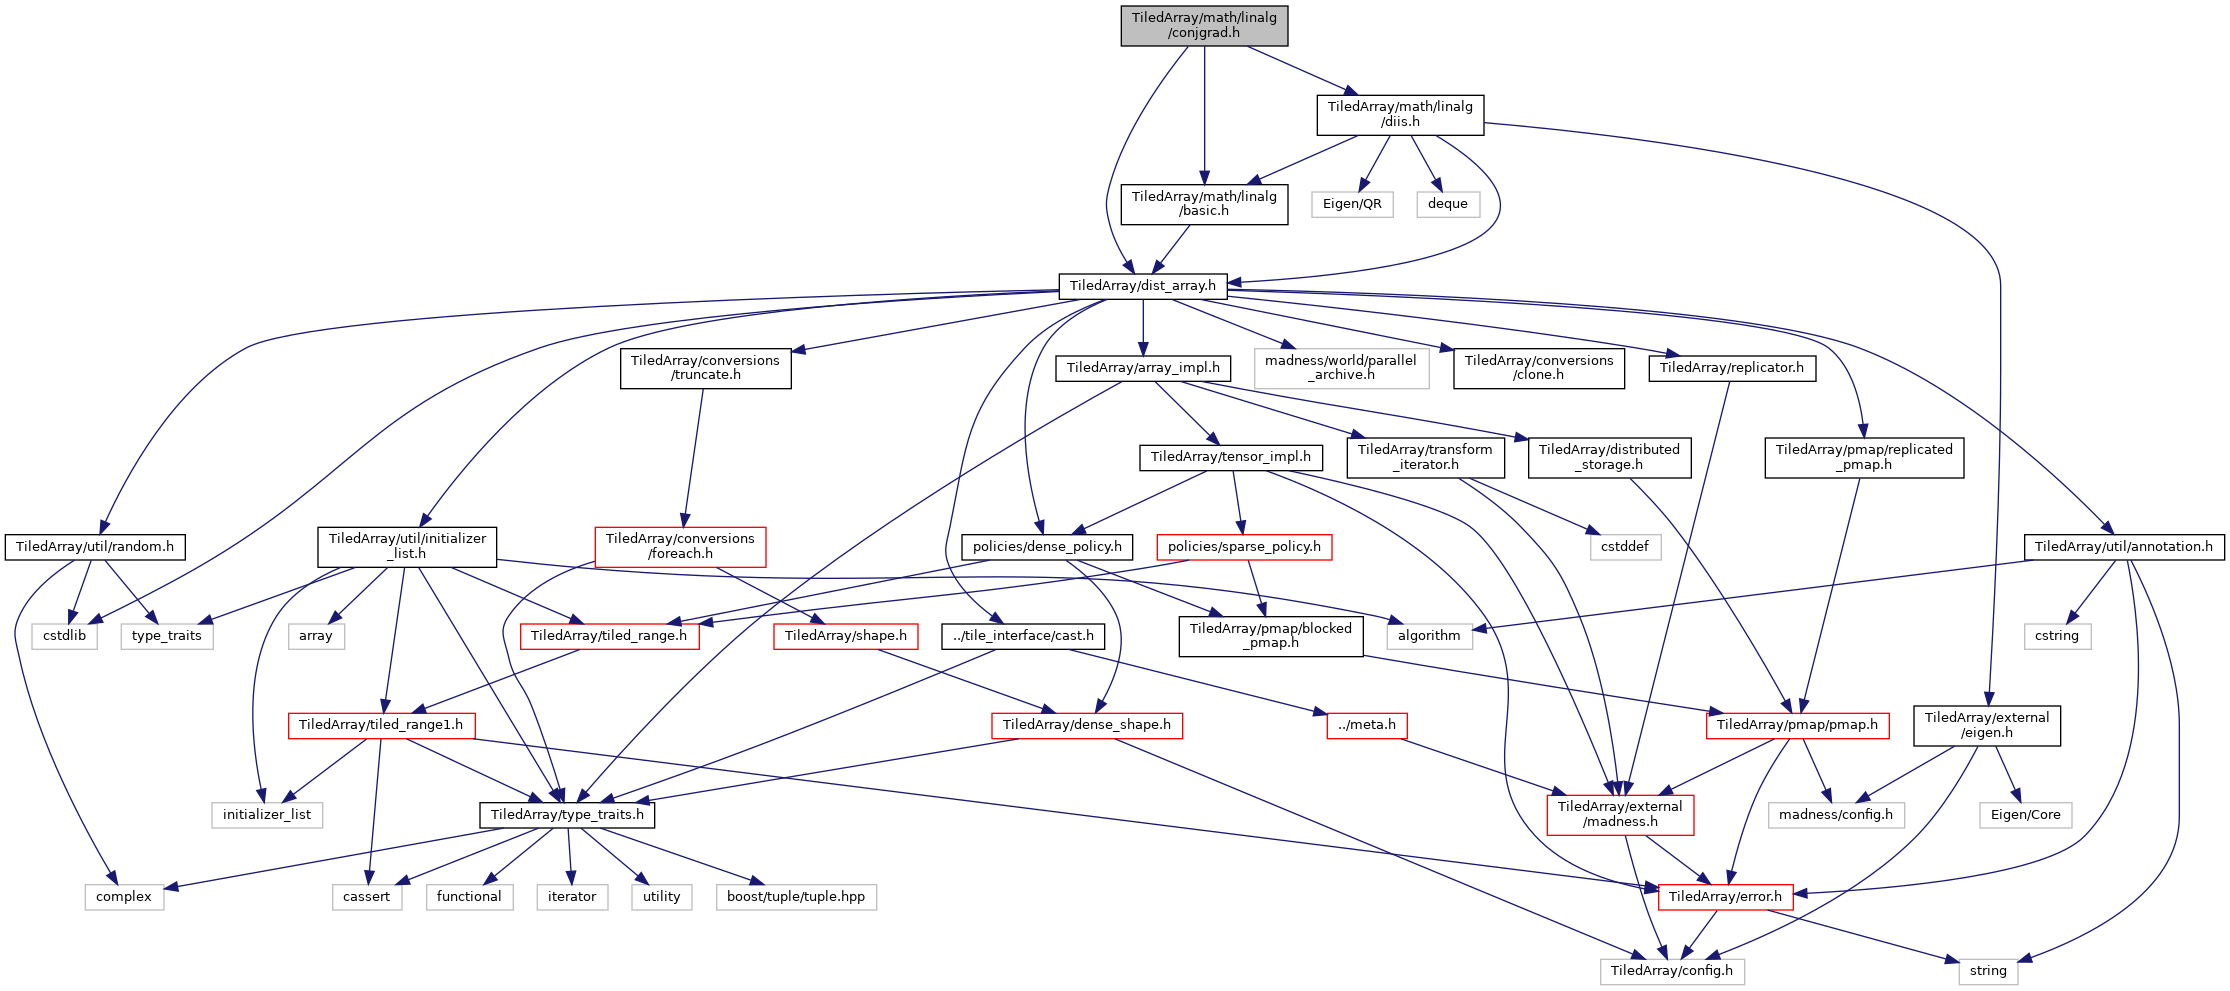 TiledArray/math/linalg
/conjgrad.h
TiledArray/math/linalg
/diis.h
TiledArray/math/linalg
/basic.h
Eigen/QR
deque
TiledArray/dist_array.h
TiledArray/conversions
/truncate.h
TiledArray/array_impl.h
madness/world/parallel
_archive.h
TiledArray/conversions
/clone.h
TiledArray/replicator.h
TiledArray/tensor_impl.h
TiledArray/transform
_iterator.h
TiledArray/distributed
_storage.h
TiledArray/pmap/replicated
_pmap.h
TiledArray/util/random.h
TiledArray/util/initializer
_list.h
TiledArray/conversions
/foreach.h
policies/dense_policy.h
policies/sparse_policy.h
cstddef
TiledArray/util/annotation.h
cstdlib
type_traits
array
TiledArray/tiled_range.h
TiledArray/shape.h
../tile_interface/cast.h
TiledArray/pmap/blocked
_pmap.h
algorithm
cstring
TiledArray/tiled_range1.h
TiledArray/dense_shape.h
../meta.h
TiledArray/pmap/pmap.h
TiledArray/external
/eigen.h
initializer_list
TiledArray/type_traits.h
TiledArray/external
/madness.h
madness/config.h
Eigen/Core
complex
cassert
functional
iterator
utility
boost/tuple/tuple.hpp
TiledArray/error.h
TiledArray/config.h
string